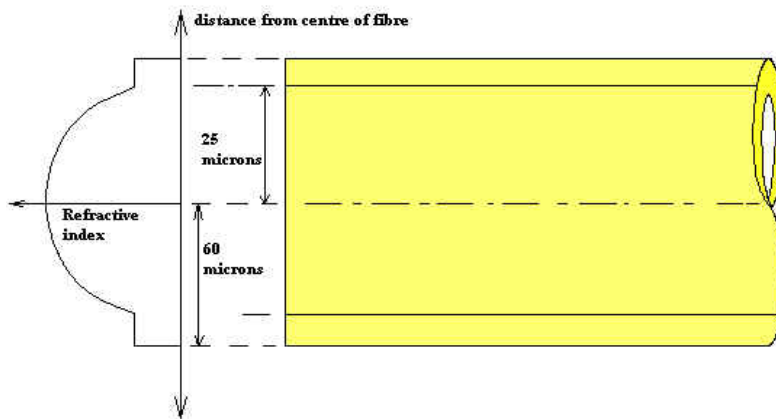 distance from centre of fibre
25
microns
Refractive
index
60
microns